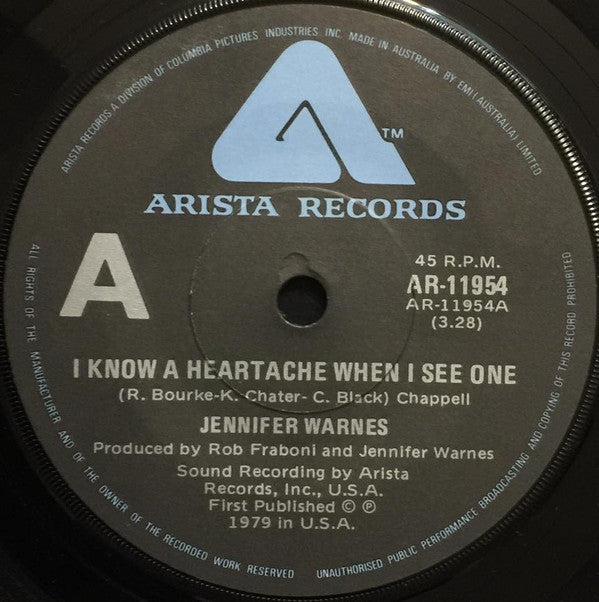 ARISTA RECORDS A DIVISION OF COLUMBIA PICTURES INDUSTRIES INC. MADE IN AUSTRALIA BY EMI (AUSTRALIA) LIMITED
TM
ARISTA RECORDS
A
45 R.P.M.
AR-11954
AR-11954A
(3.28)
I KNOW A HEARTACHE WHEN I SEE ONE
(R. Bourke-K. Chater- C. Black) Chappell
JENNIFER WARNES
Produced by Rob Fraboni and Jennifer Warnes
Sound Recording by Arista
Records, Inc., U.S.A.
First Published © ℗
1979 in U.S.A.
ALL RIGHTS OF THE MANUFACTURER AND OF THE OWNER OF THE RECORDED WORK RESERVED
UNAUTHORISED PUBLIC PERFORMANCE BROADCASTING AND COPYING OF THIS RECORD PROHIBITED